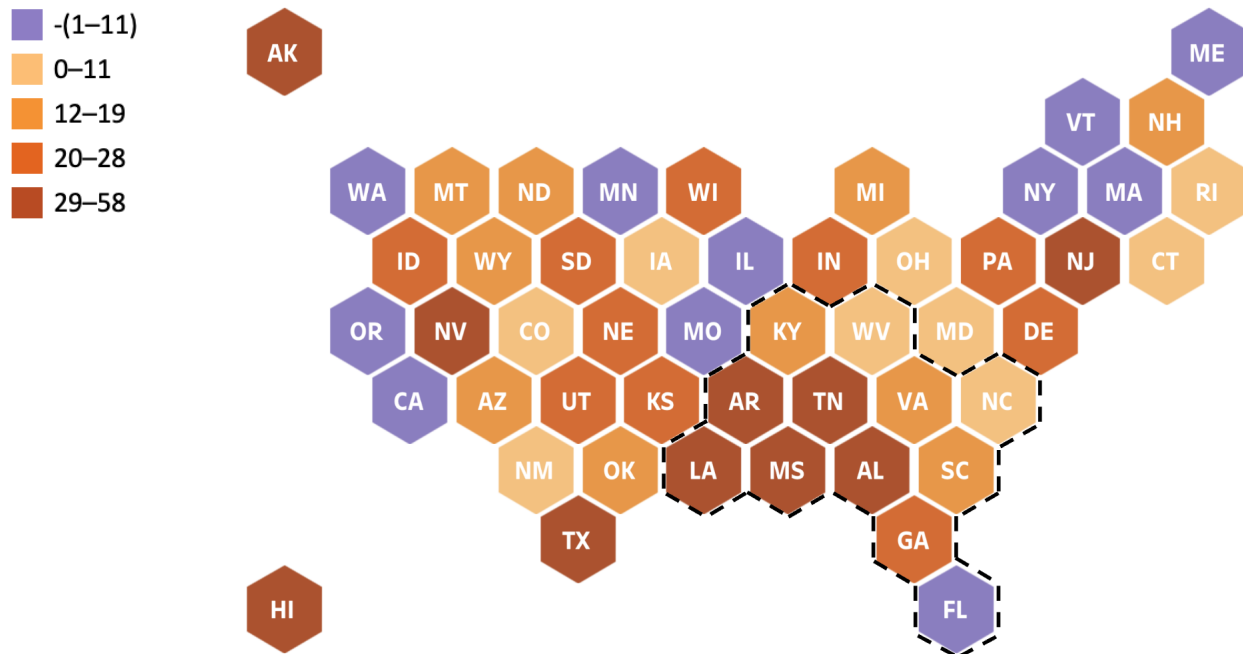 -(1–11)
0–11
12–19
20–28
29–58
AK
ME
VT NH
WA MT ND MN WI MI NY MA RI
ID WY SD IA IL IN OH PA NJ CT
OR NV CO NE MO KY WV MD DE
CA AZ UT KS AR TN VA NC
NM OK LA MS AL SC
TX GA
HI FL